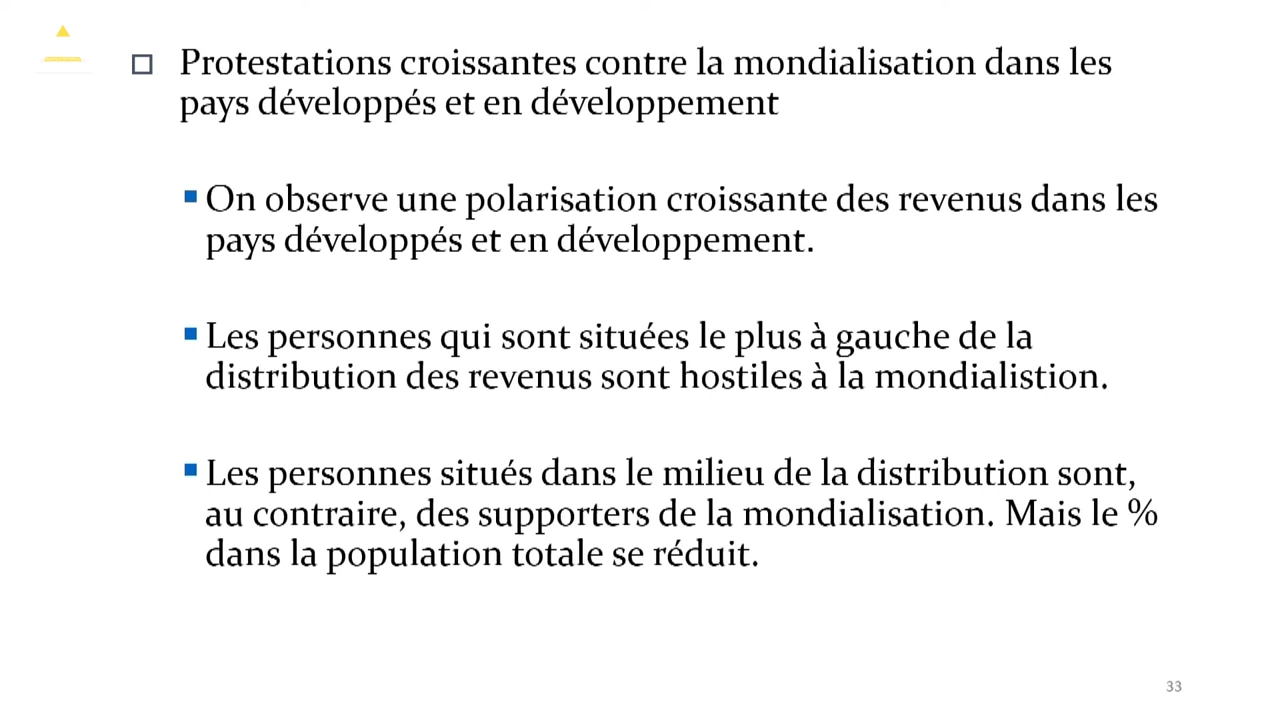 Protestations croissantes contre la mondialisation dans les
pays développés et en développement
On observe une polarisation croissante des revenus dans les
pays développés et en développement.
Les personnes qui sont situées le plus à gauche de la
distribution des revenus sont hostiles à la mondialistion.
Les personnes situés dans le milieu de la distribution sont,
au contraire, des supporters de la mondialisation. Mais le %
dans la population totale se réduit.
33